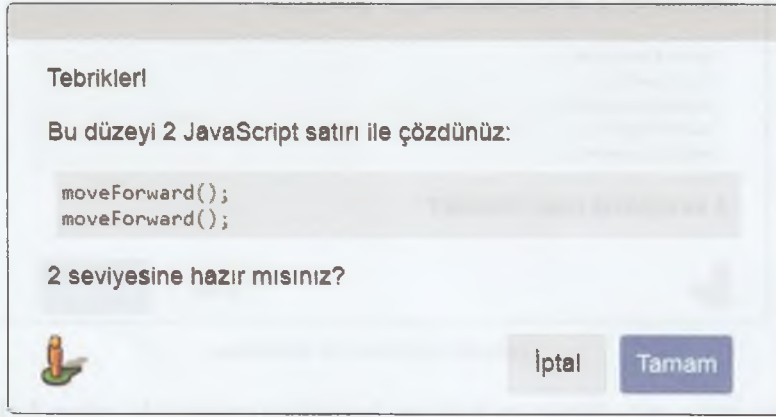 Tebrikler!
Bu düzeyi 2 JavaScript satırı ile çözdünüz:
moveForward();
moveForward();
2 seviyesine hazır mısınız?
İptal
Tamam